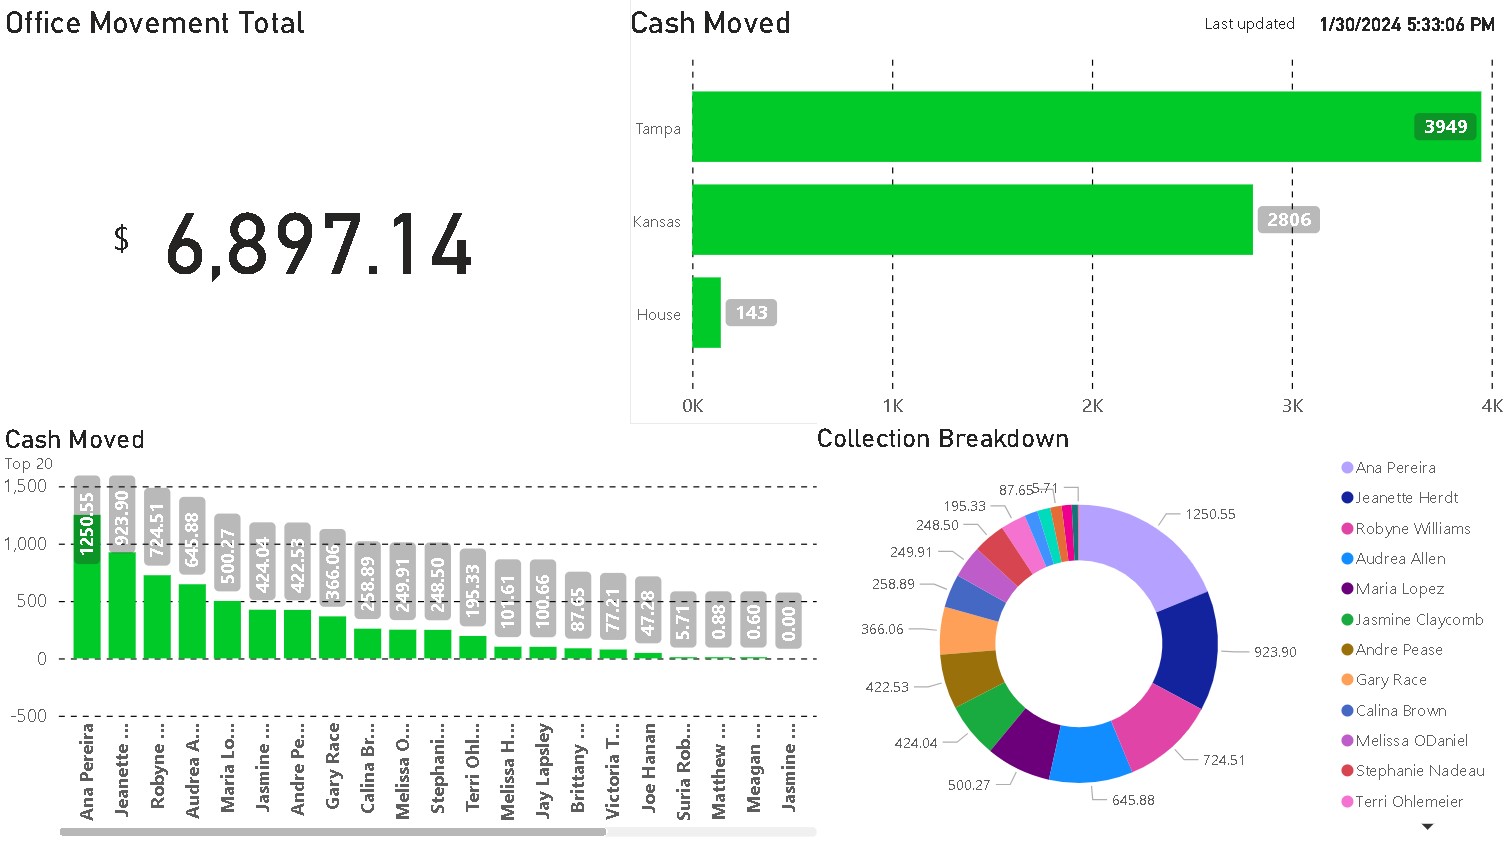 Office Movement Total
$ 6,897.14
Cash Moved
Last updated 1/30/2024 5:33:06 PM
Tampa 3949
Kansas 2806
House 143
0K 1K 2K 3K 4K
Cash Moved
Top 20
1,500
1,000
500
0
-500
1250.55 923.90 724.51 645.88 500.27 424.04 422.53 366.06 258.89 249.91 248.50 195.33 101.61 100.66 87.65 77.21 47.28 5.71 0.88 0.60 0.00
Ana Pereira
Jeanette ...
Robyne ...
Audrea A...
Maria Lo...
Jasmine ...
Andre Pe...
Gary Race
Calina Br...
Melissa O...
Stephani...
Terri Ohl...
Melissa H...
Jay Lapsley
Brittany ...
Victoria T...
Joe Hanan
Suria Rob...
Matthew ...
Meagan ...
Jasmine ...
Collection Breakdown
1250.55
923.90
724.51
645.88
500.27
424.04
422.53
366.06
258.89
249.91
248.50
195.33
87.65
5.71
Ana Pereira
Jeanette Herdt
Robyne Williams
Audrea Allen
Maria Lopez
Jasmine Claycomb
Andre Pease
Gary Race
Calina Brown
Melissa ODaniel
Stephanie Nadeau
Terri Ohlemeier